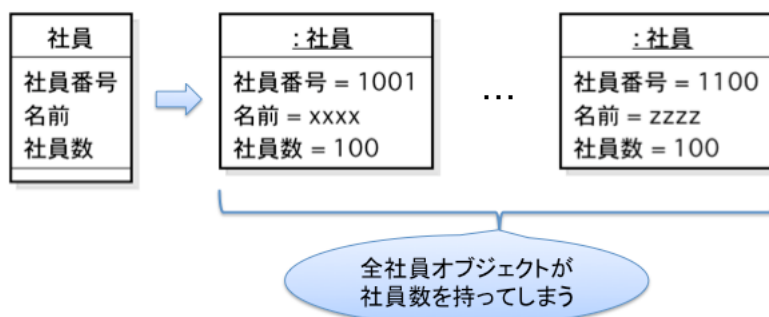 社員
社員番号
名前
社員数
: 社員
社員番号 = 1001
名前 = xxxx
社員数 = 100
…
: 社員
社員番号 = 1100
名前 = zzzz
社員数 = 100
全社員オブジェクトが
社員数を持ってしまう